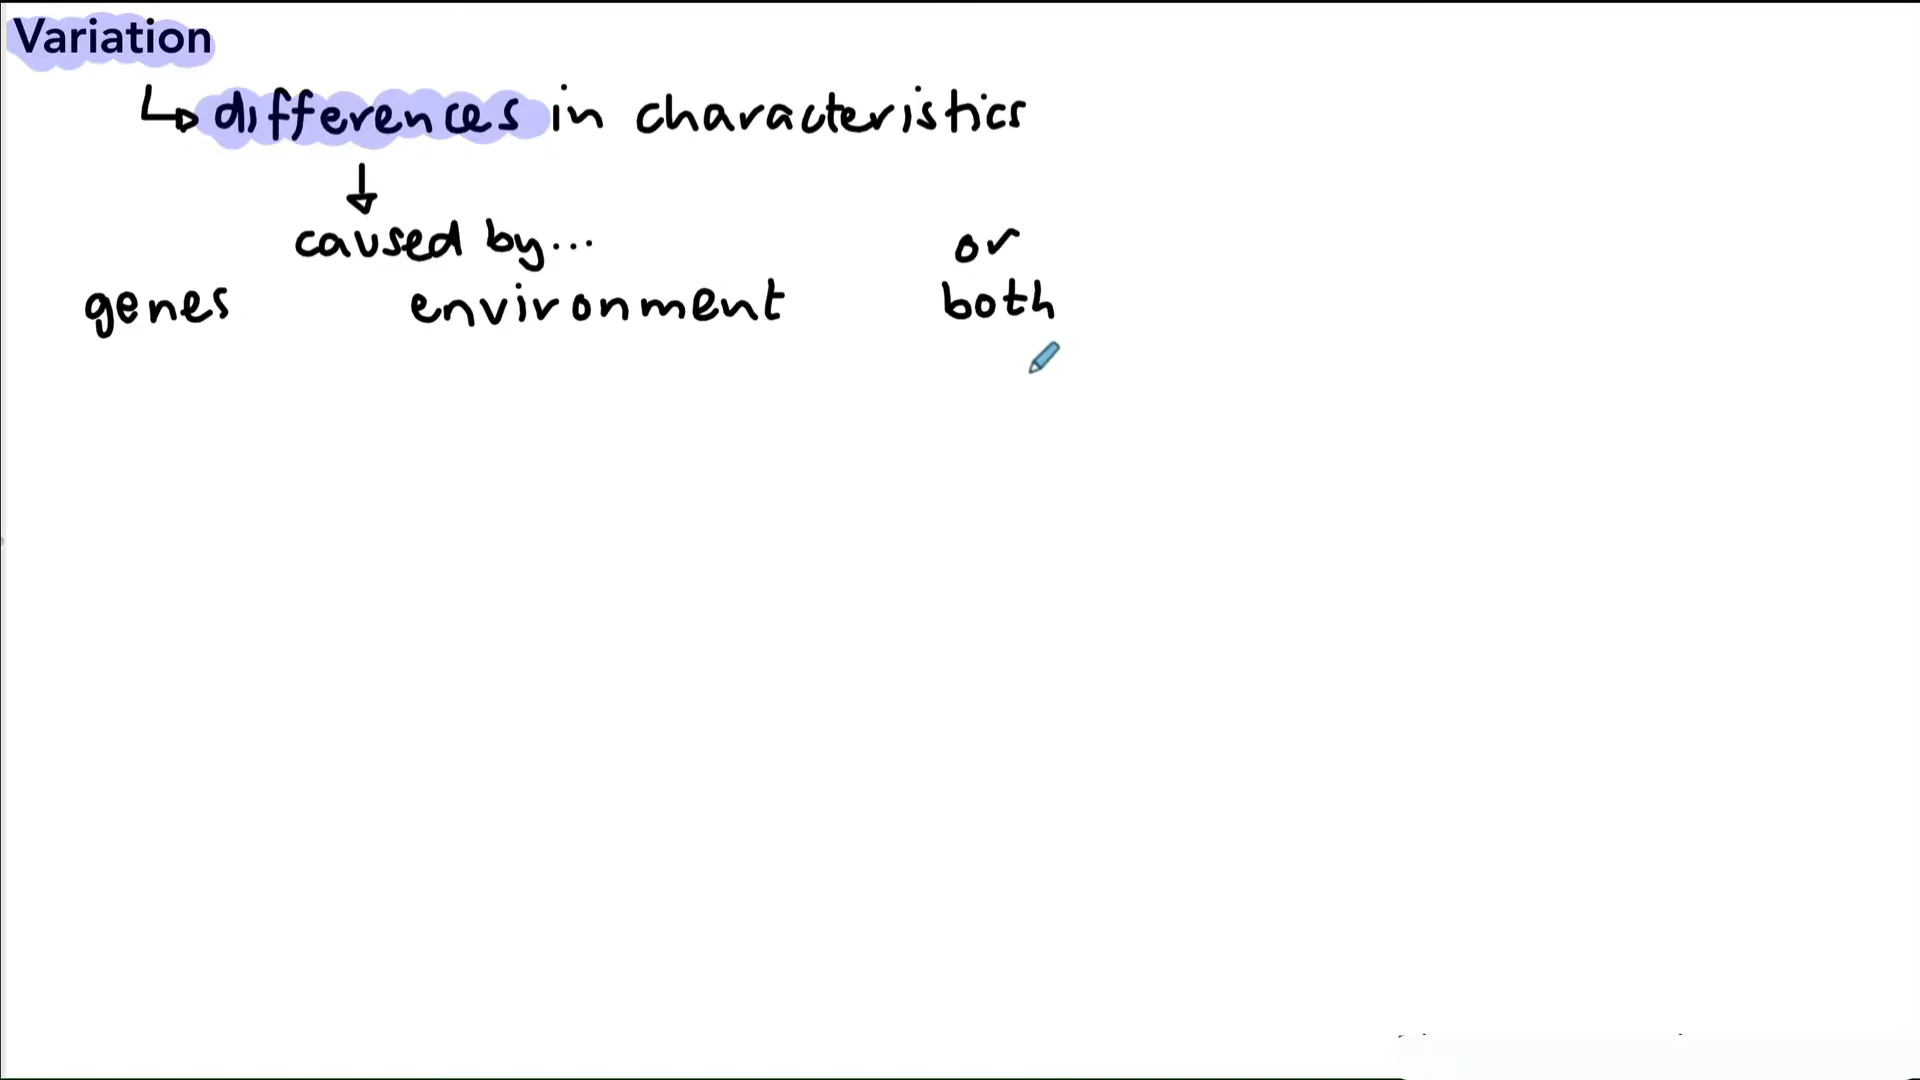 Variation
↳ differences in characteristics
↓
caused by...
genes environment or both